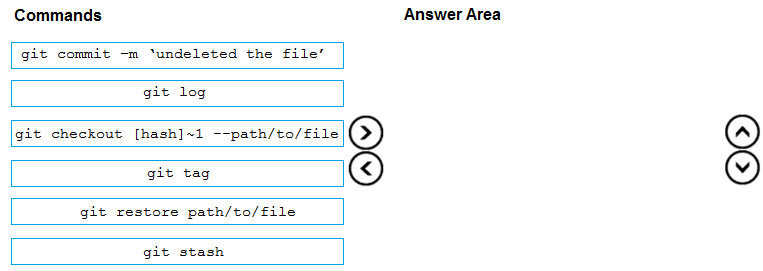 Commands
Answer Area
git commit –m ‘undeleted the file’
git log
git checkout [hash]~1 --path/to/file
git tag
git restore path/to/file
git stash